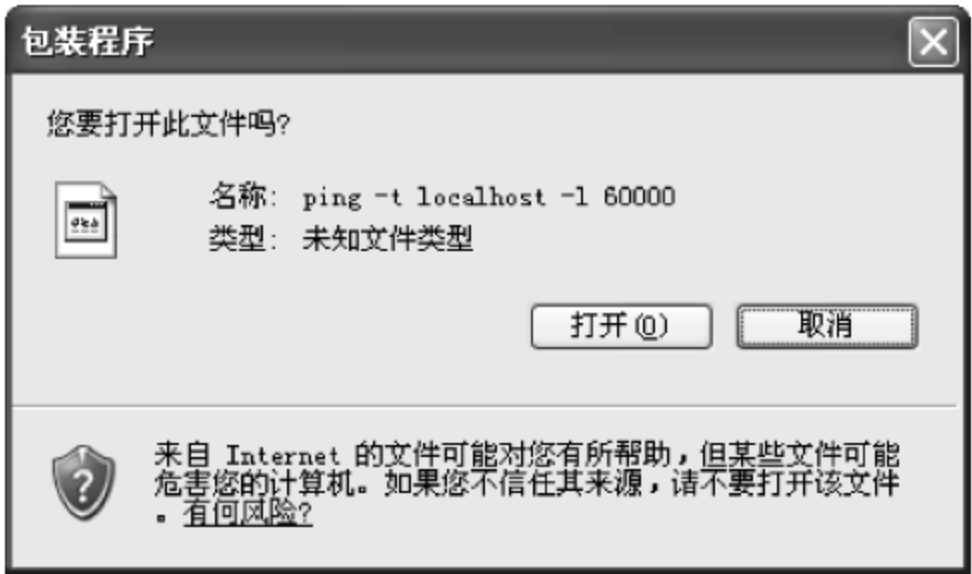 包装程序
您要打开此文件吗?
名称: ping -t localhost -l 60000
类型: 未知文件类型
打开(O) 取消
来自 Internet 的文件可能对您有所帮助,但某些文件可能
危害您的计算机。如果您不信任其来源,请不要打开该文件
。有何风险?